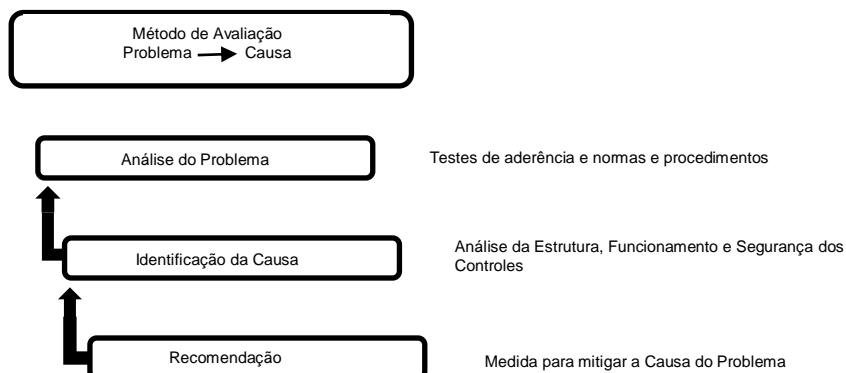 Método de Avaliação
Problema Causa
Análise do Problema
Testes de aderência e normas e procedimentos
Identificação da Causa
Análise da Estrutura, Funcionamento e Segurança dos
Controles
Recomendação
Medida para mitigar a Causa do Problema